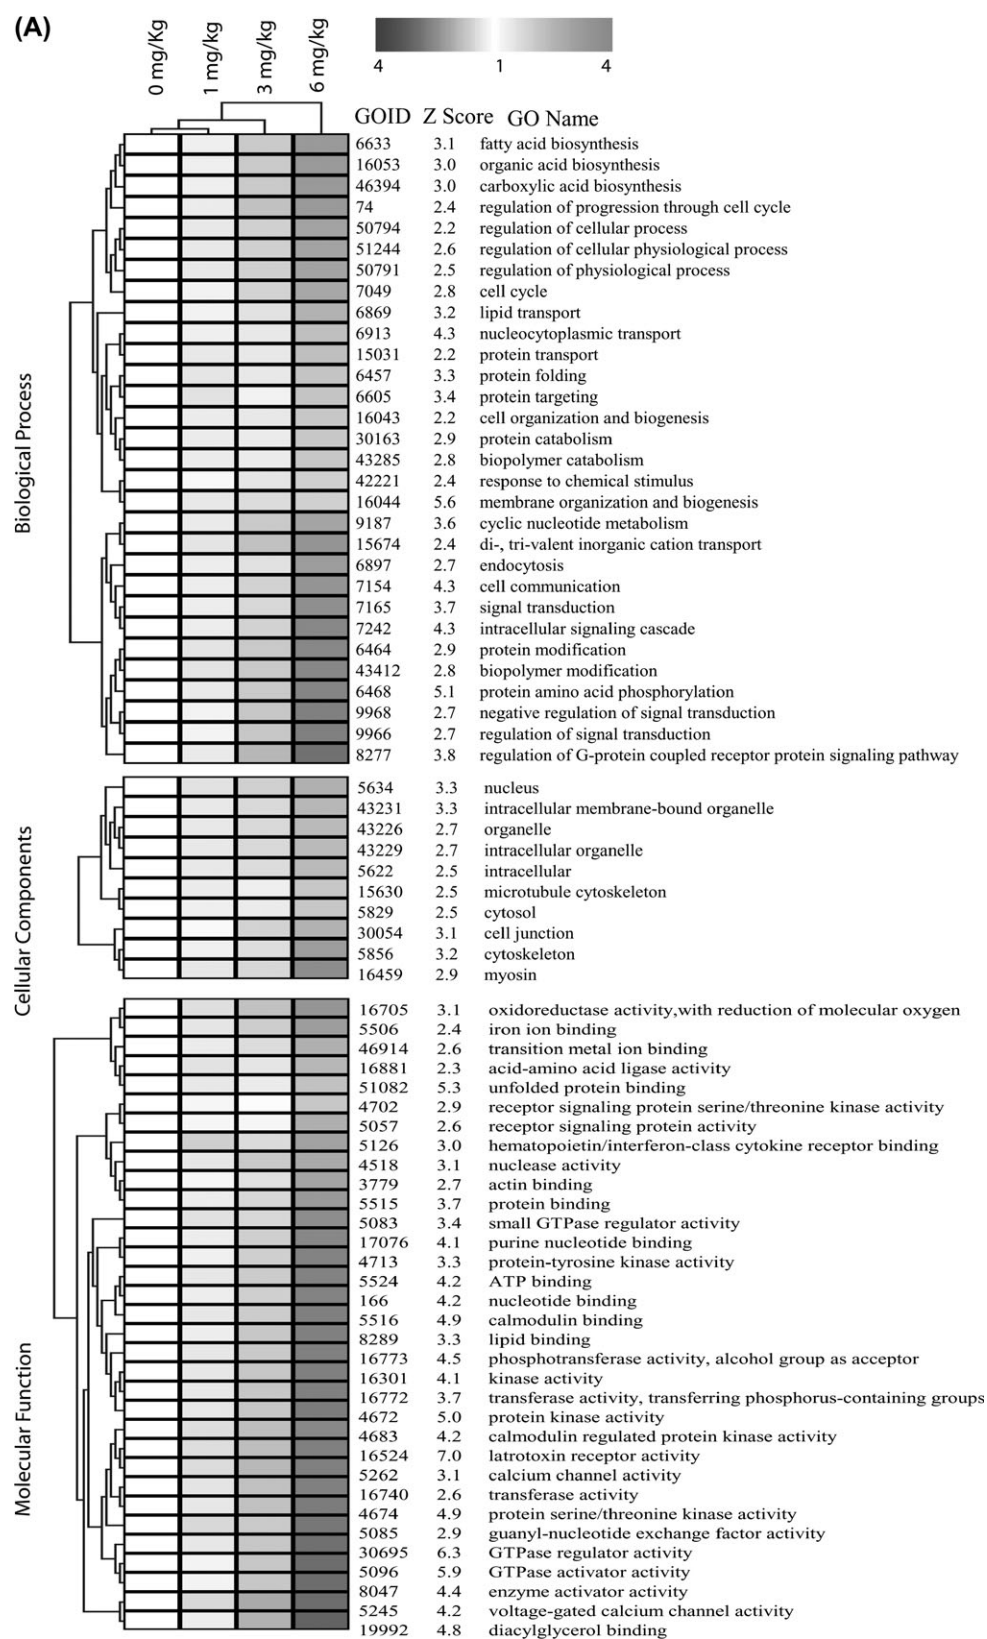 (A)
0 mg/Kg
1 mg/kg
3 mg/kg
6 mg/kg
4 1 4
GOID Z Score GO Name
Biological Process
6633 3.1 fatty acid biosynthesis
16053 3.0 organic acid biosynthesis
46394 3.0 carboxylic acid biosynthesis
74 2.4 regulation of progression through cell cycle
50794 2.2 regulation of cellular process
51244 2.6 regulation of cellular physiological process
50791 2.5 regulation of physiological process
7049 2.8 cell cycle
6869 3.2 lipid transport
6913 4.3 nucleocytoplasmic transport
15031 2.2 protein transport
6457 3.3 protein folding
6605 3.4 protein targeting
16043 2.2 cell organization and biogenesis
30163 2.9 protein catabolism
43285 2.8 biopolymer catabolism
42221 2.4 response to chemical stimulus
16044 5.6 membrane organization and biogenesis
9187 3.6 cyclic nucleotide metabolism
15674 2.4 di-, tri-valent inorganic cation transport
6897 2.7 endocytosis
7154 4.3 cell communication
7165 3.7 signal transduction
7242 4.3 intracellular signaling cascade
6464 2.9 protein modification
43412 2.8 biopolymer modification
6468 5.1 protein amino acid phosphorylation
9968 2.7 negative regulation of signal transduction
9966 2.7 regulation of signal transduction
8277 3.8 regulation of G-protein coupled receptor protein signaling pathway
Cellular Components
5634 3.3 nucleus
43231 3.3 intracellular membrane-bound organelle
43226 2.7 organelle
43229 2.7 intracellular organelle
5622 2.5 intracellular
15630 2.5 microtubule cytoskeleton
5829 2.5 cytosol
30054 3.1 cell junction
5856 3.2 cytoskeleton
16459 2.9 myosin
Molecular Function
16705 3.1 oxidoreductase activity,with reduction of molecular oxygen
5506 2.4 iron ion binding
46914 2.6 transition metal ion binding
16881 2.3 acid-amino acid ligase activity
51082 5.3 unfolded protein binding
4702 2.9 receptor signaling protein serine/threonine kinase activity
5057 2.6 receptor signaling protein activity
5126 3.0 hematopoietin/interferon-class cytokine receptor binding
4518 3.1 nuclease activity
3779 2.7 actin binding
5515 3.7 protein binding
5083 3.4 small GTPase regulator activity
17076 4.1 purine nucleotide binding
4713 3.3 protein-tyrosine kinase activity
5524 4.2 ATP binding
166 4.2 nucleotide binding
5516 4.9 calmodulin binding
8289 3.3 lipid binding
16773 4.5 phosphotransferase activity, alcohol group as acceptor
16301 4.1 kinase activity
16772 3.7 transferase activity, transferring phosphorus-containing groups
4672 5.0 protein kinase activity
4683 4.2 calmodulin regulated protein kinase activity
16524 7.0 latrotoxin receptor activity
5262 3.1 calcium channel activity
16740 2.6 transferase activity
4674 4.9 protein serine/threonine kinase activity
5085 2.9 guanyl-nucleotide exchange factor activity
30695 6.3 GTPase regulator activity
5096 5.9 GTPase activator activity
8047 4.4 enzyme activator activity
5245 4.2 voltage-gated calcium channel activity
19992 4.8 diacylglycerol binding